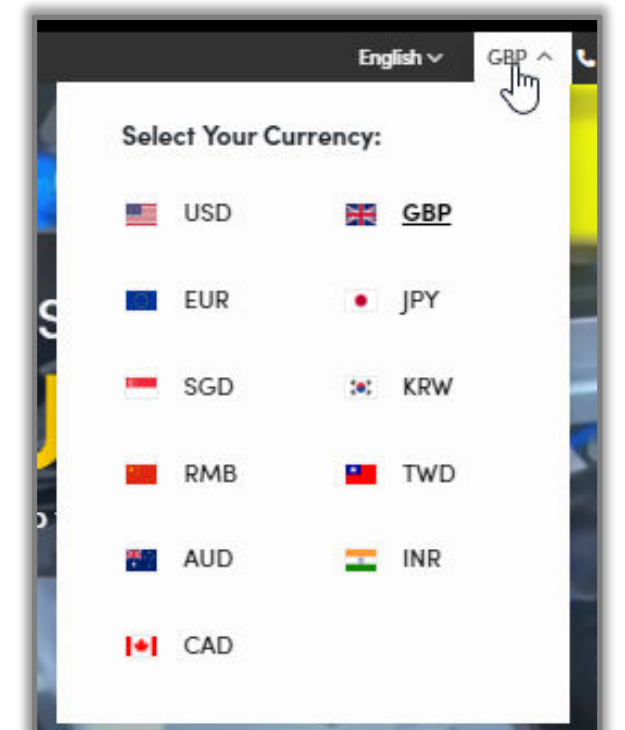 English GBP
Select Your Currency:
USD GBP
EUR JPY
SGD KRW
RMB TWD
AUD INR
CAD